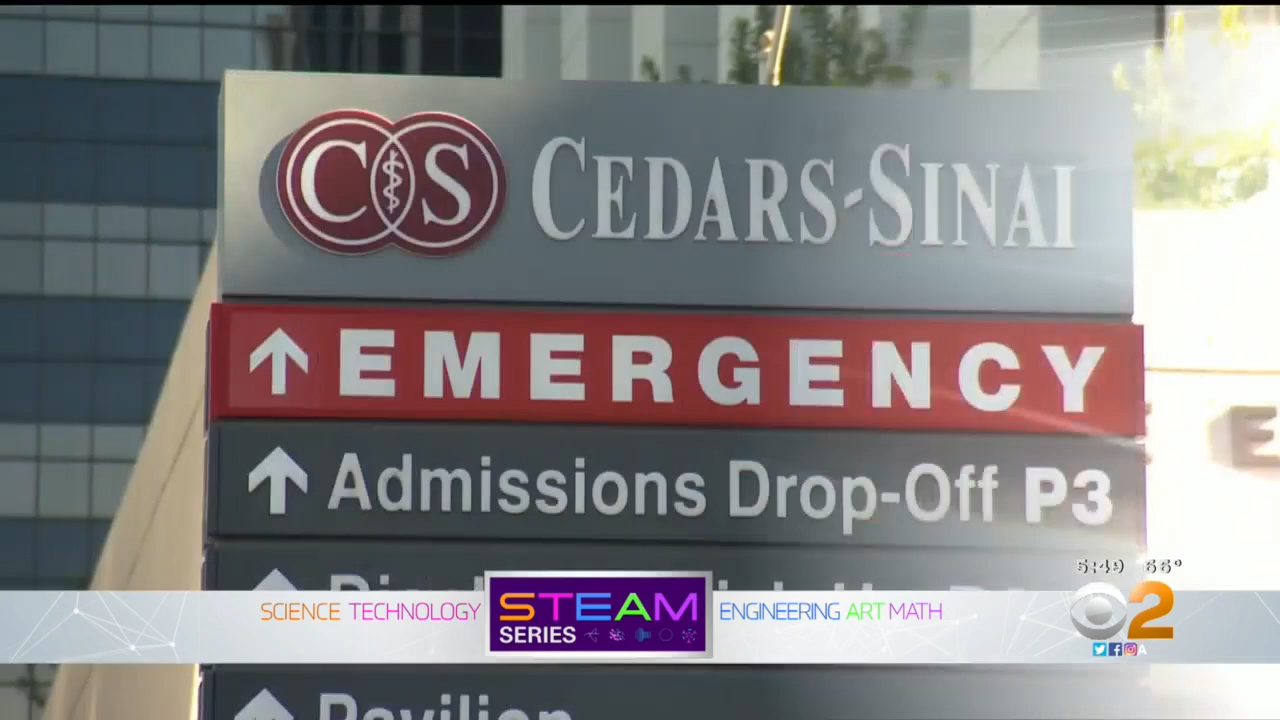 CS CEDARS-SINAI
EMERGENCY
Admissions Drop-Off P3
5:49 66°
SCIENCE TECHNOLOGY STEAM SERIES ENGINEERING ART MATH
2
Pavilion